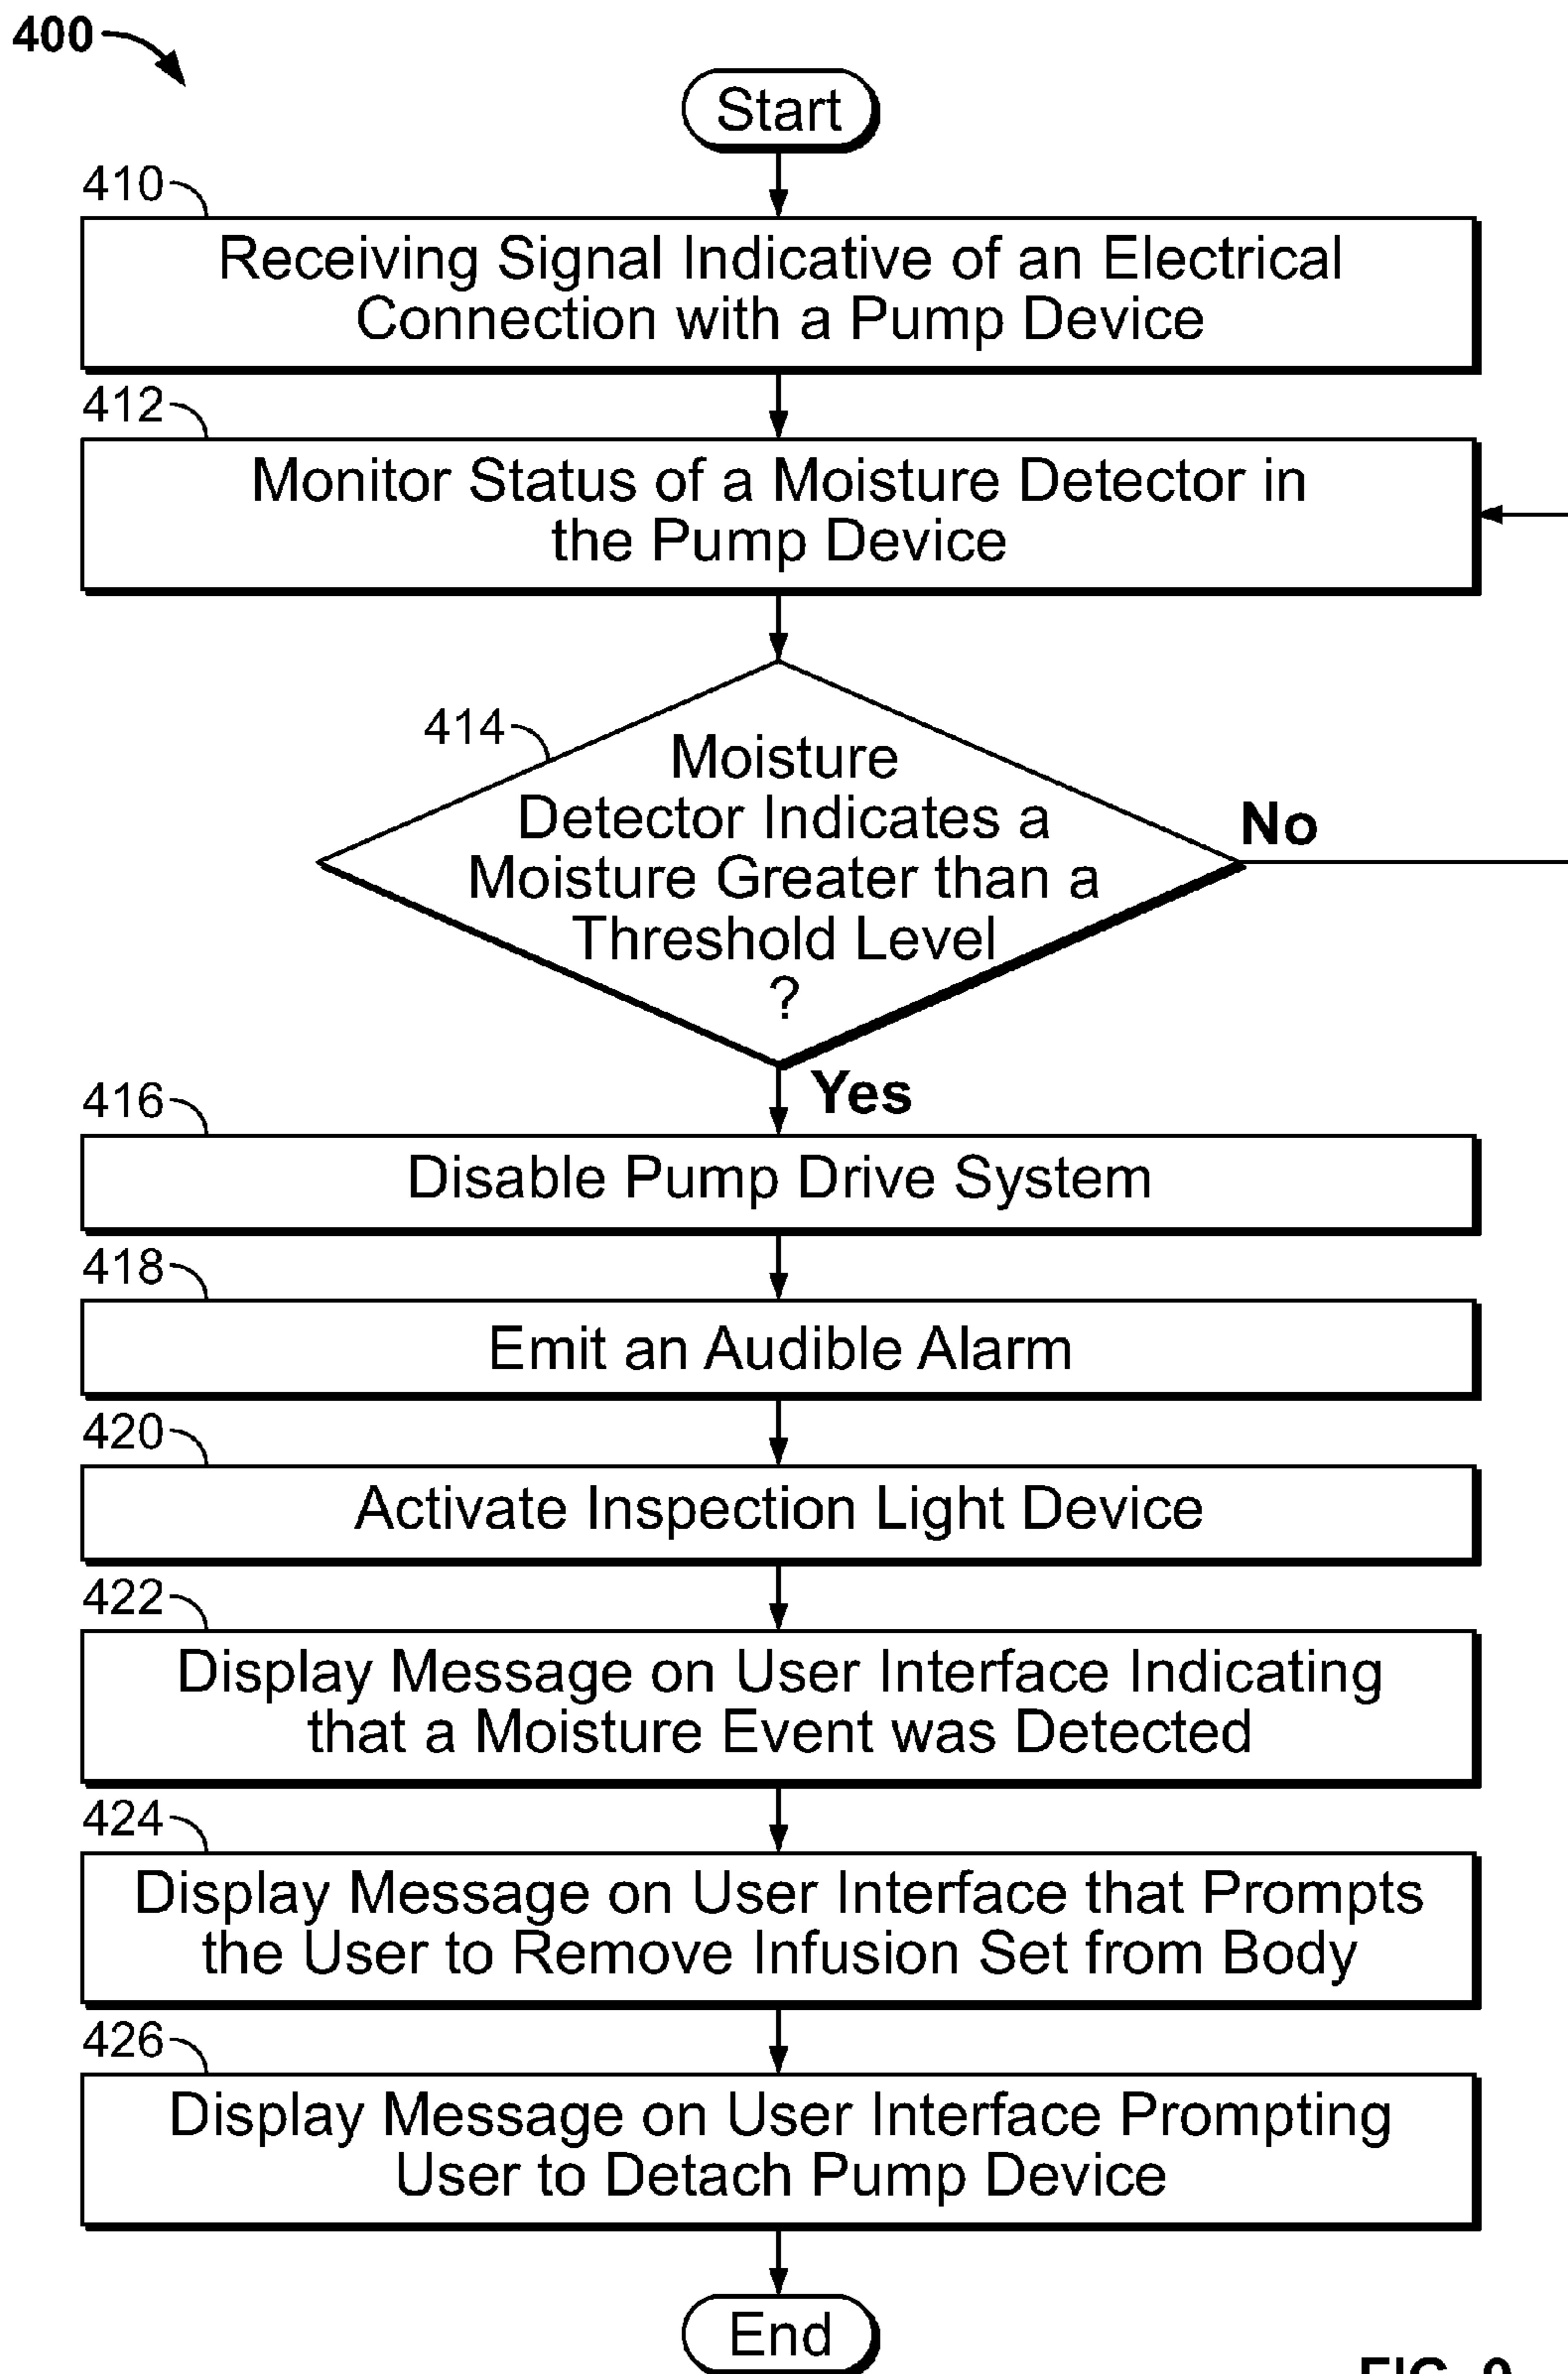 400
Start
410
Receiving Signal Indicative of an Electrical
Connection with a Pump Device
412
Monitor Status of a Moisture Detector in
the Pump Device
414
Moisture
Detector Indicates a
Moisture Greater than a
Threshold Level
?
No
Yes
416
Disable Pump Drive System
418
Emit an Audible Alarm
420
Activate Inspection Light Device
422
Display Message on User Interface Indicating
that a Moisture Event was Detected
424
Display Message on User Interface that Prompts
the User to Remove Infusion Set from Body
426
Display Message on User Interface Prompting
User to Detach Pump Device
End
FIG.